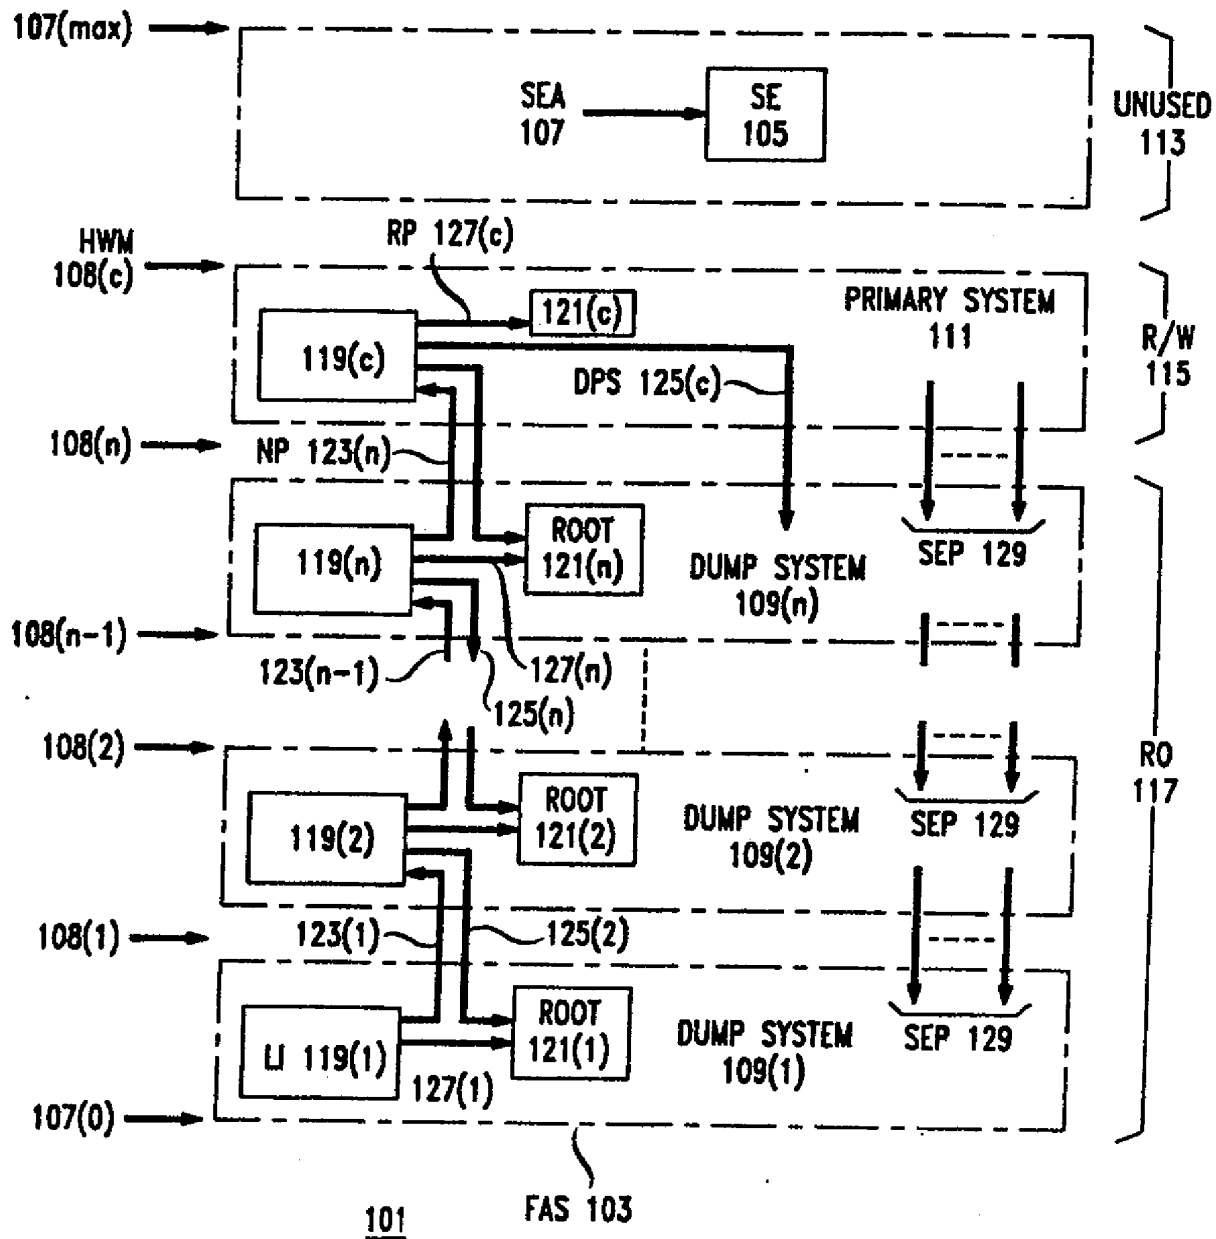 107(max)
SEA
107
SE
105
UNUSED
113
RP 127(c)
HWM
108(c)
121(c)
PRIMARY SYSTEM
111
119(c)
R/W
115
DPS 125(c)
108(n)
NP 123(n)
ROOT
121(n)
119(n)
DUMP SYSTEM
109(n)
SEP 129
108(n-1)
123(n-1)
127(n)
125(n)
108(2)
RO
117
ROOT
121(2)
119(2)
DUMP SYSTEM
109(2)
SEP 129
108(1)
123(1)
125(2)
ROOT
121(1)
LI 119(1)
DUMP SYSTEM
109(1)
SEP 129
127(1)
107(0)
FAS 103
101